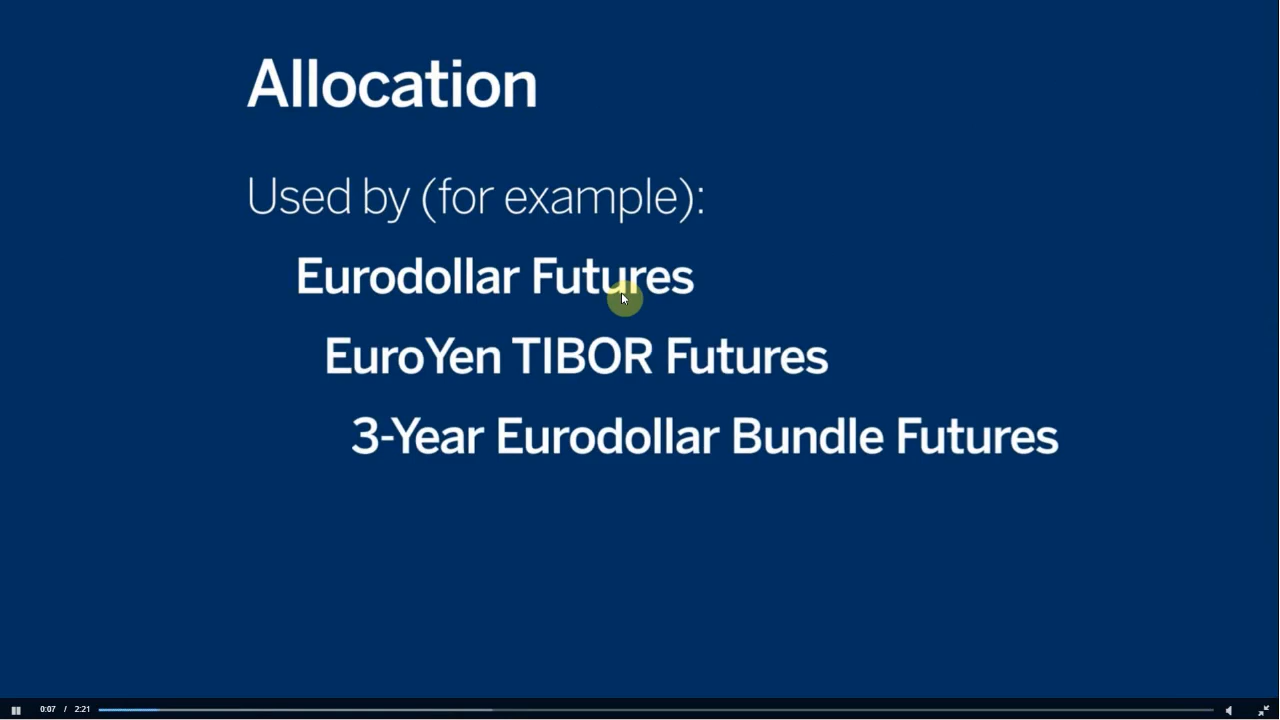 Allocation
Used by (for example):
Eurodollar Futures
EuroYen TIBOR Futures
3-Year Eurodollar Bundle Futures
0:07 / 2:21